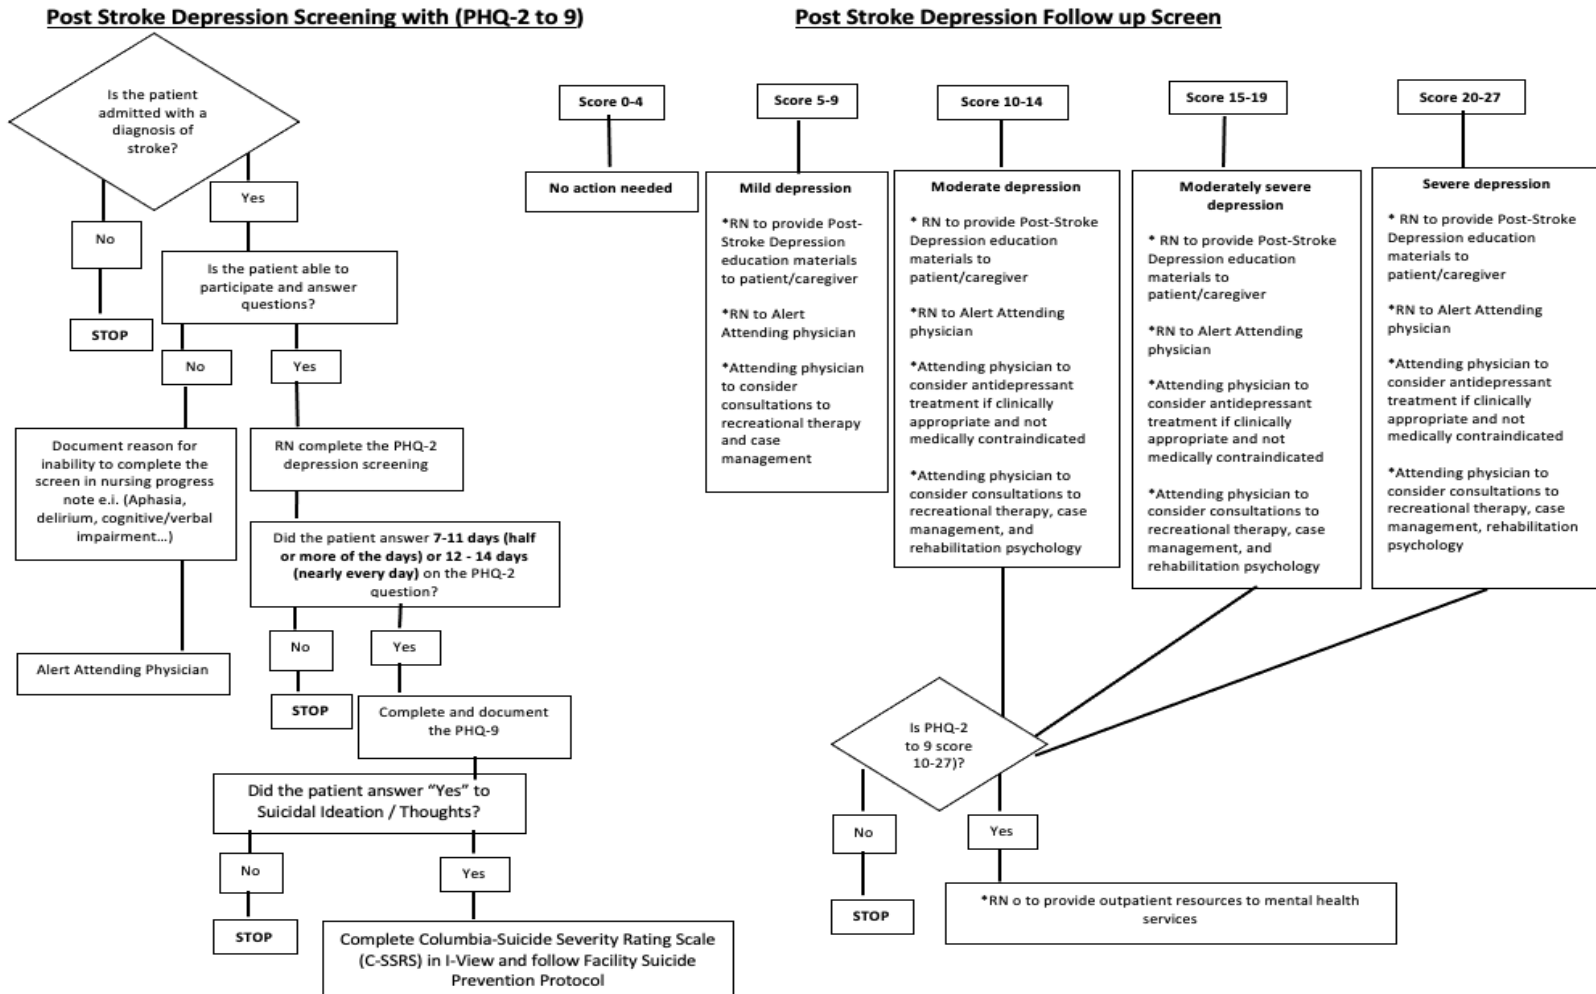 Post Stroke Depression Screening with (PHQ-2 to 9)
Is the patient
admitted with a
diagnosis of
stroke?
No
Yes
STOP
Is the patient able to
participate and answer
questions?
No
Yes
Document reason for
inability to complete the
screen in nursing progress
note e.i. (Aphasia,
delirium, cognitive/verbal
impairment...)
Alert Attending Physician
RN complete the PHQ-2
depression screening
Did the patient answer 7-11 days (half
or more of the days) or 12 - 14 days
(nearly every day) on the PHQ-2
question?
No
Yes
STOP
Complete and document
the PHQ-9
Did the patient answer “Yes” to
Suicidal Ideation / Thoughts?
No
Yes
STOP
Complete Columbia-Suicide Severity Rating Scale
(C-SSRS) in I-View and follow Facility Suicide
Prevention Protocol
Post Stroke Depression Follow up Screen
Score 0-4
No action needed
Score 5-9
Mild depression
*RN to provide Post-
Stroke Depression
education materials
to patient/caregiver
*RN to Alert
Attending physician
*Attending physician
to consider
consultations to
recreational therapy
and case
management
Score 10-14
Moderate depression
* RN to provide Post-Stroke
Depression education
materials to
patient/caregiver
*RN to Alert Attending
physician
*Attending physician to
consider antidepressant
treatment if clinically
appropriate and not
medically contraindicated
*Attending physician to
consider consultations to
recreational therapy, case
management, and
rehabilitation psychology
Score 15-19
Moderately severe
depression
* RN to provide Post-Stroke
Depression education
materials to
patient/caregiver
*RN to Alert Attending
physician
*Attending physician to
consider antidepressant
treatment if clinically
appropriate and not
medically contraindicated
*Attending physician to
consider consultations to
recreational therapy, case
management, and
rehabilitation psychology
Score 20-27
Severe depression
* RN to provide Post-Stroke
Depression education
materials to
patient/caregiver
*RN to Alert Attending
physician
*Attending physician to
consider antidepressant
treatment if clinically
appropriate and not
medically contraindicated
*Attending physician to
consider consultations to
recreational therapy, case
management, rehabilitation
psychology
Is PHQ-2
to 9 score
10-27)?
No
Yes
STOP
*RN o to provide outpatient resources to mental health
services